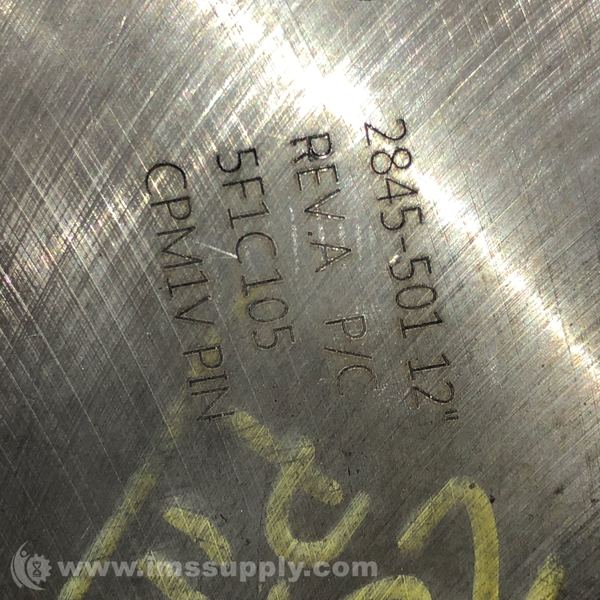 2845-501 12"
REV.A P/C
5F1C105
CPM1V PIN
www.imssupply.com